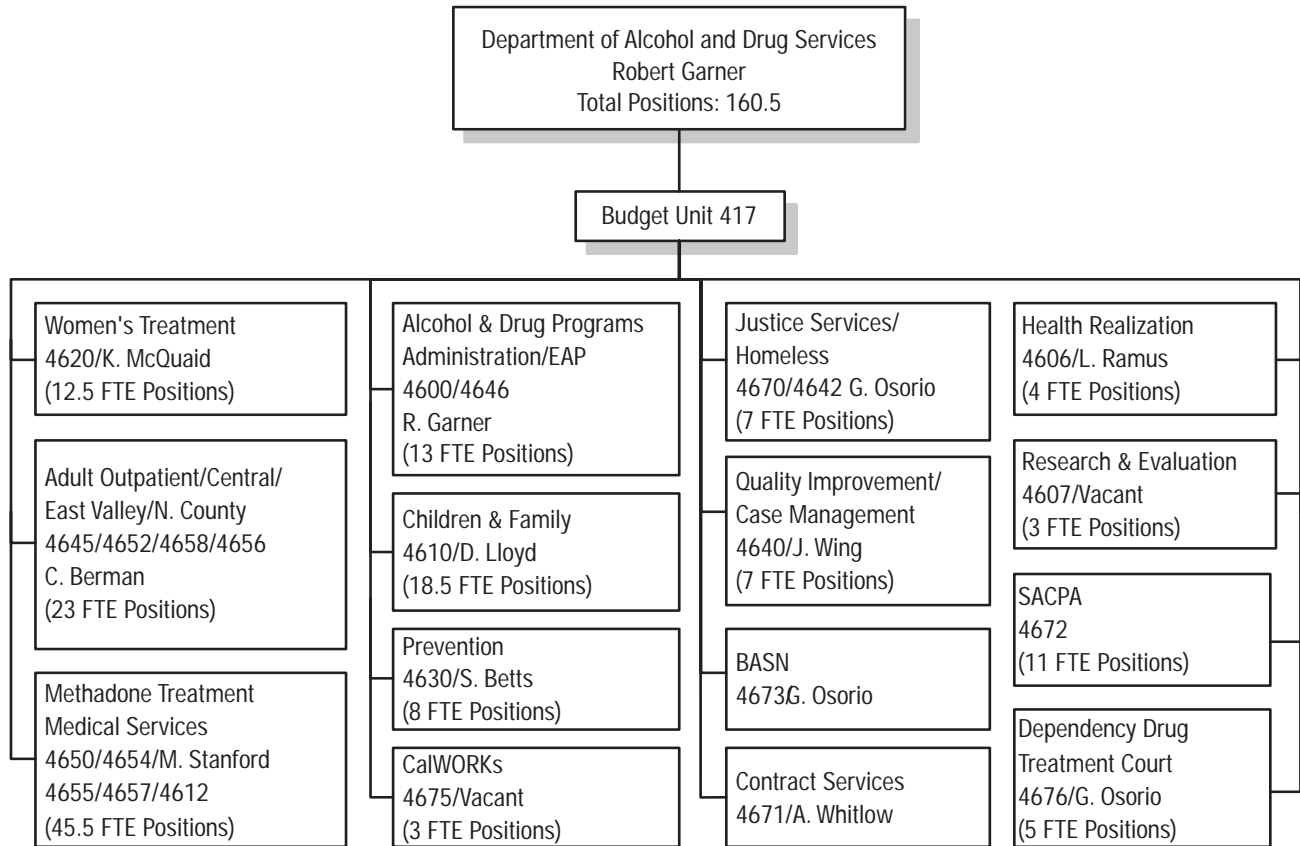 Department of Alcohol and Drug Services
Robert Garner
Total Positions: 160.5
Budget Unit 417
Women's Treatment
4620/K. McQuaid
(12.5 FTE Positions)
Adult Outpatient/Central/
East Valley/N. County
4645/4652/4658/4656
C. Berman
(23 FTE Positions)
Methadone Treatment
Medical Services
4650/4654/M. Stanford
4655/4657/4612
(45.5 FTE Positions)
Alcohol & Drug Programs
Administration/EAP
4600/4646
R. Garner
(13 FTE Positions)
Children & Family
4610/D. Lloyd
(18.5 FTE Positions)
Prevention
4630/S. Betts
(8 FTE Positions)
CalWORKs
4675/Vacant
(3 FTE Positions)
Justice Services/
Homeless
4670/4642 G. Osorio
(7 FTE Positions)
Quality Improvement/
Case Management
4640/J. Wing
(7 FTE Positions)
BASN
4673/G. Osorio
Contract Services
4671/A. Whitlow
Health Realization
4606/L. Ramus
(4 FTE Positions)
Research & Evaluation
4607/Vacant
(3 FTE Positions)
SACPA
4672
(11 FTE Positions)
Dependency Drug
Treatment Court
4676/G. Osorio
(5 FTE Positions)